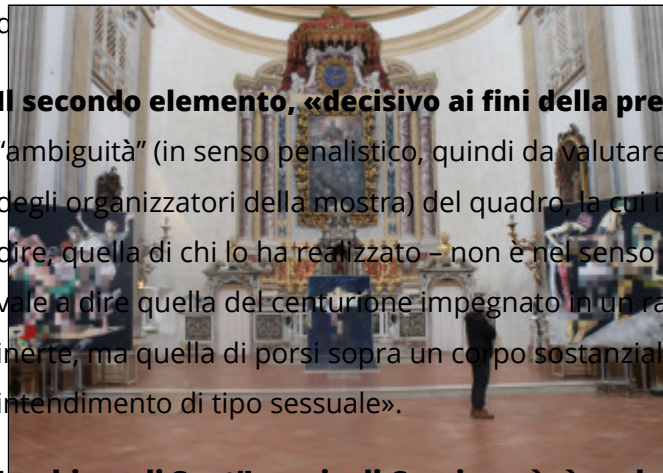 Il secondo elemento, «decisivo ai fini della pre
“ambiguità” (in senso penalistico, quindi da valutare
degli organizzatori della mostra) del quadro, la cui i
dire, quella di chi lo ha realizzato – non è nel senso
vale a dire quella del centurione impegnato in un ra
inerte, ma quella di porsi sopra un corpo sostanzial
intendimento di tipo sessuale».